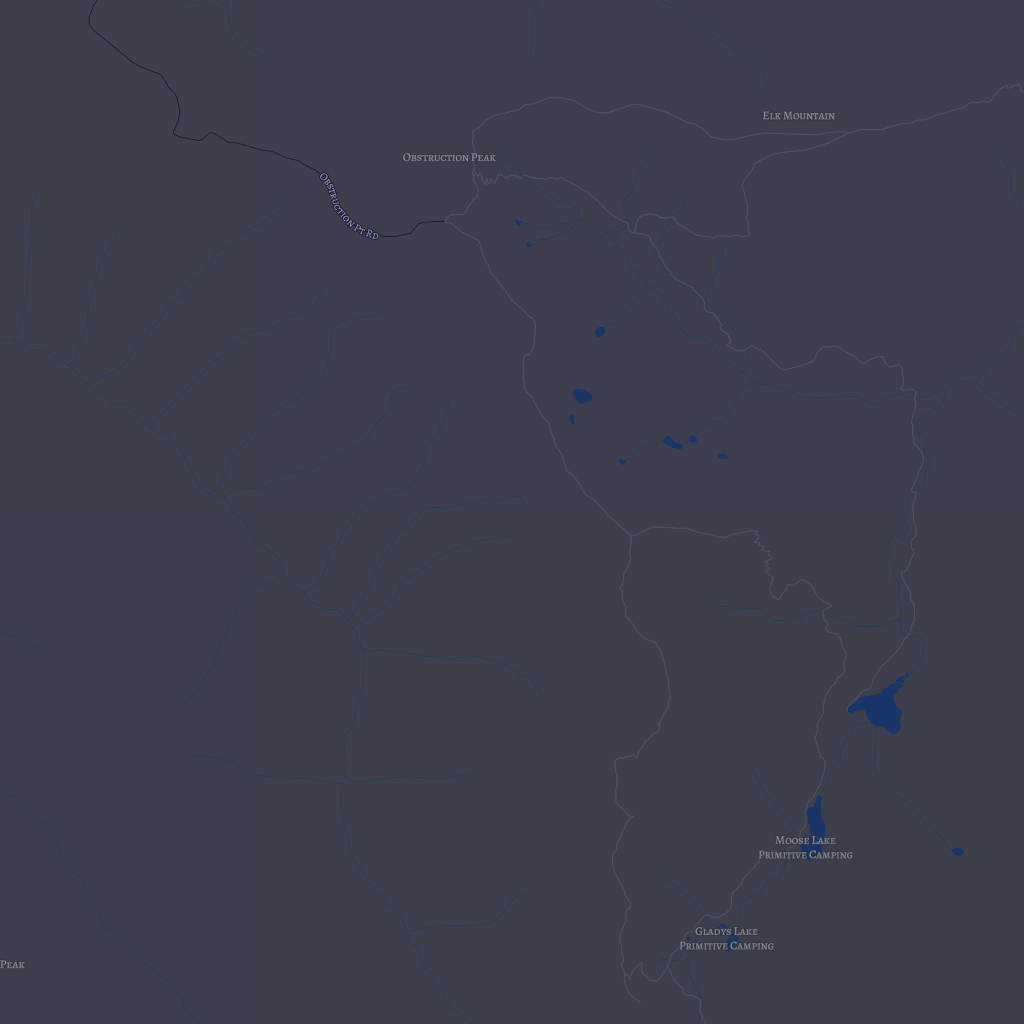 Elk Mountain
Obstruction Peak
Obstruction Pt Rd
Moose Lake
Primitive Camping
Gladys Lake
Primitive Camping
Peak